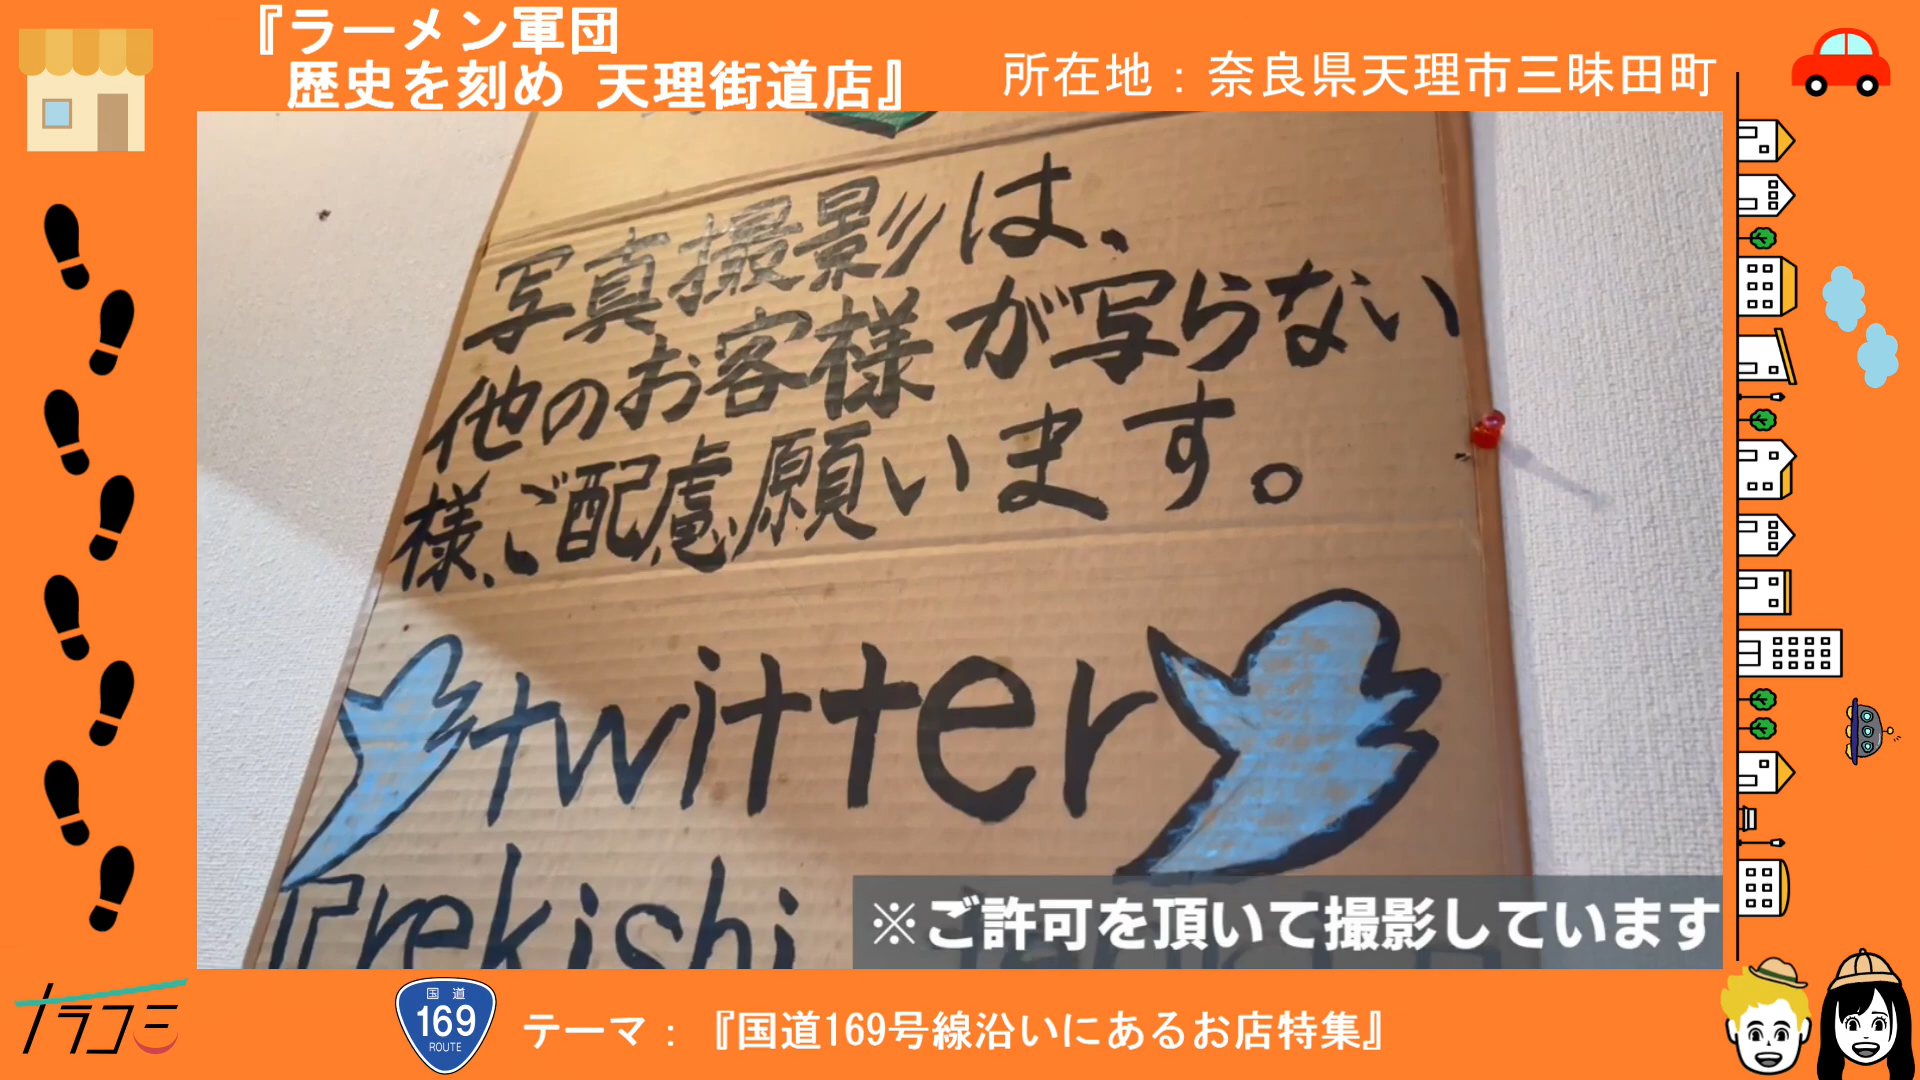 『ラーメン軍団
歴史を刻め 天理街道店』
所在地：奈良県天理市三昧田町
写真撮影は、
他のお客様が写らない
様、ご配慮願います。
twitter
rekishi
※ご許可を頂いて撮影しています
ナラコミ
国道
169
ROUTE
テーマ：『国道169号線沿いにあるお店特集』